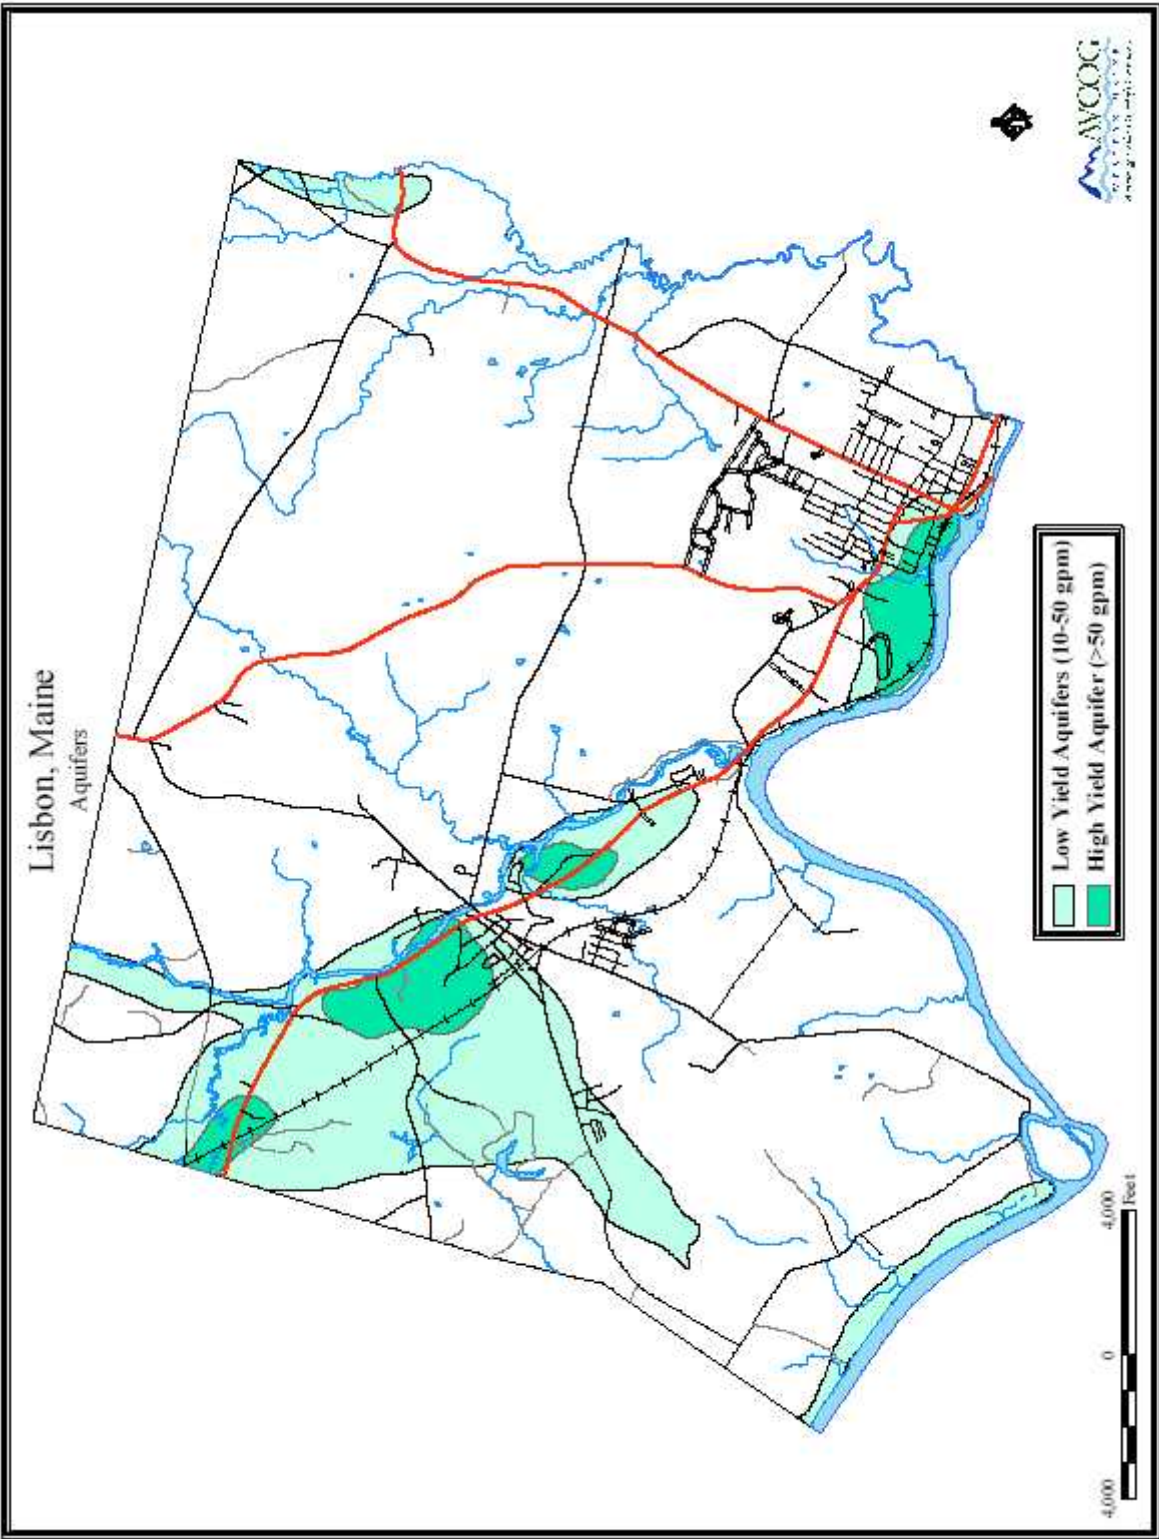 Lisbon, Maine
Aquifers
AVCOG
Low Yield Aquifers (10-50 gpm)
High Yield Aquifer (>50 gpm)
4,000 0 4,000
Feet